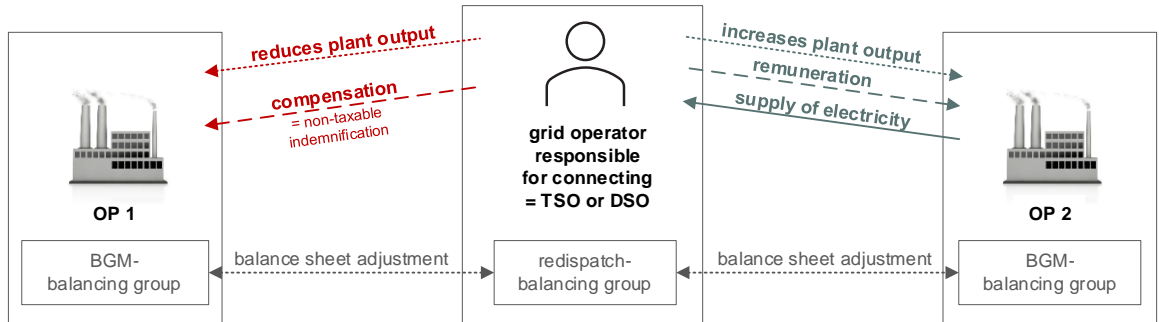 reduces plant output
compensation
= non-taxable
indemnification
OP 1
BGM-
balancing group
balance sheet adjustment
grid operator
responsible
for connecting
= TSO or DSO
redispatch-
balancing group
increases plant output
remuneration
supply of electricity
balance sheet adjustment
OP 2
BGM-
balancing group